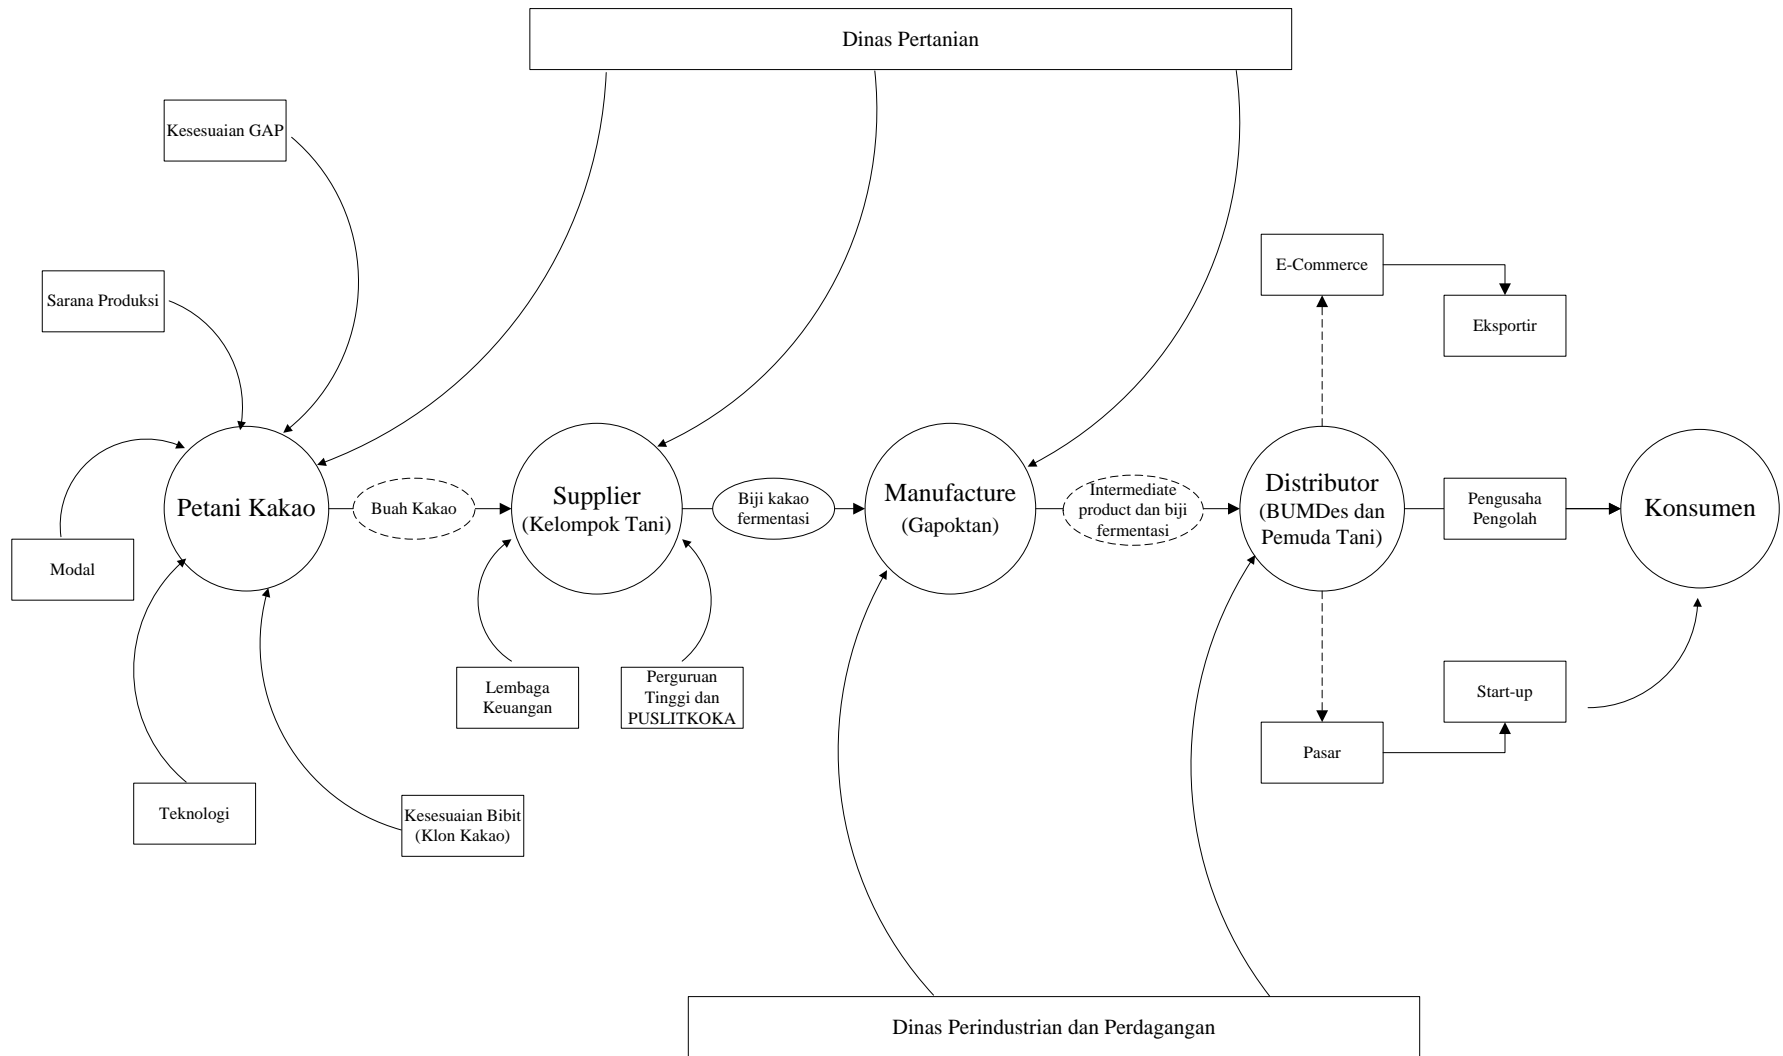 Dinas Pertanian
Kesesuaian GAP
Sarana Produksi
E-Commerce
Eksportir
Petani Kakao
Buah Kakao
Supplier
(Kelompok Tani)
Biji kakao
fermentasi
Manufacture
(Gapoktan)
Intermediate
product dan biji
fermentasi
Distributor
(BUMDes dan
Pemuda Tani)
Pengusaha
Pengolah
Konsumen
Modal
Lembaga
Keuangan
Perguruan
Tinggi dan
PUSLITKOKA
Start-up
Pasar
Teknologi
Kesesuaian Bibit
(Klon Kakao)
Dinas Perindustrian dan Perdagangan